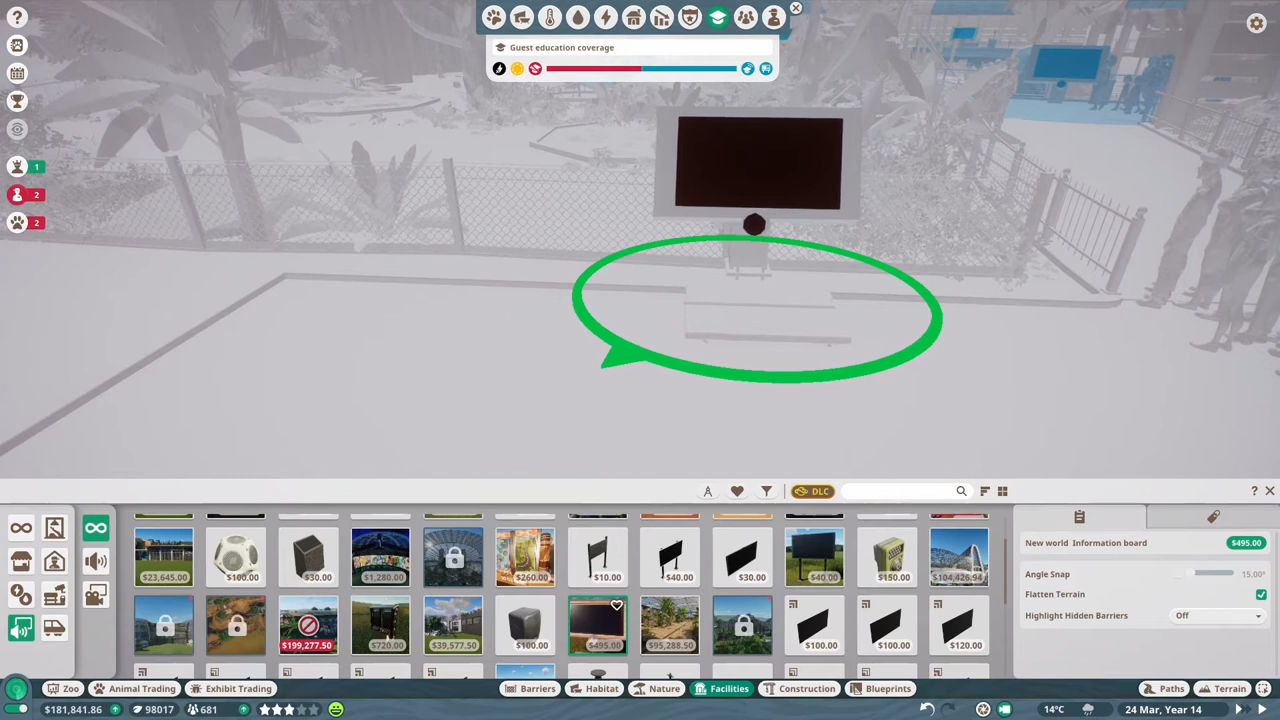 ?
Guest education coverage
1
2
2
DLC
? ×
$23,645.00 $100.00 $30.00 $1,280.00 $260.00 $10.00 $40.00 $30.00 $40.00 $150.00 $104,426.94
$199,277.50 $720.00 $39,577.50 $100.00 $495.00 $95,288.50 $100.00 $100.00 $120.00
New world Information board $495.00
Angle Snap 15.00°
Flatten Terrain
Highlight Hidden Barriers Off
Zoo Animal Trading Exhibit Trading Barriers Habitat Nature Facilities Construction Blueprints Paths Terrain
$181,841.86 98017 681 14°C 24 Mar, Year 14